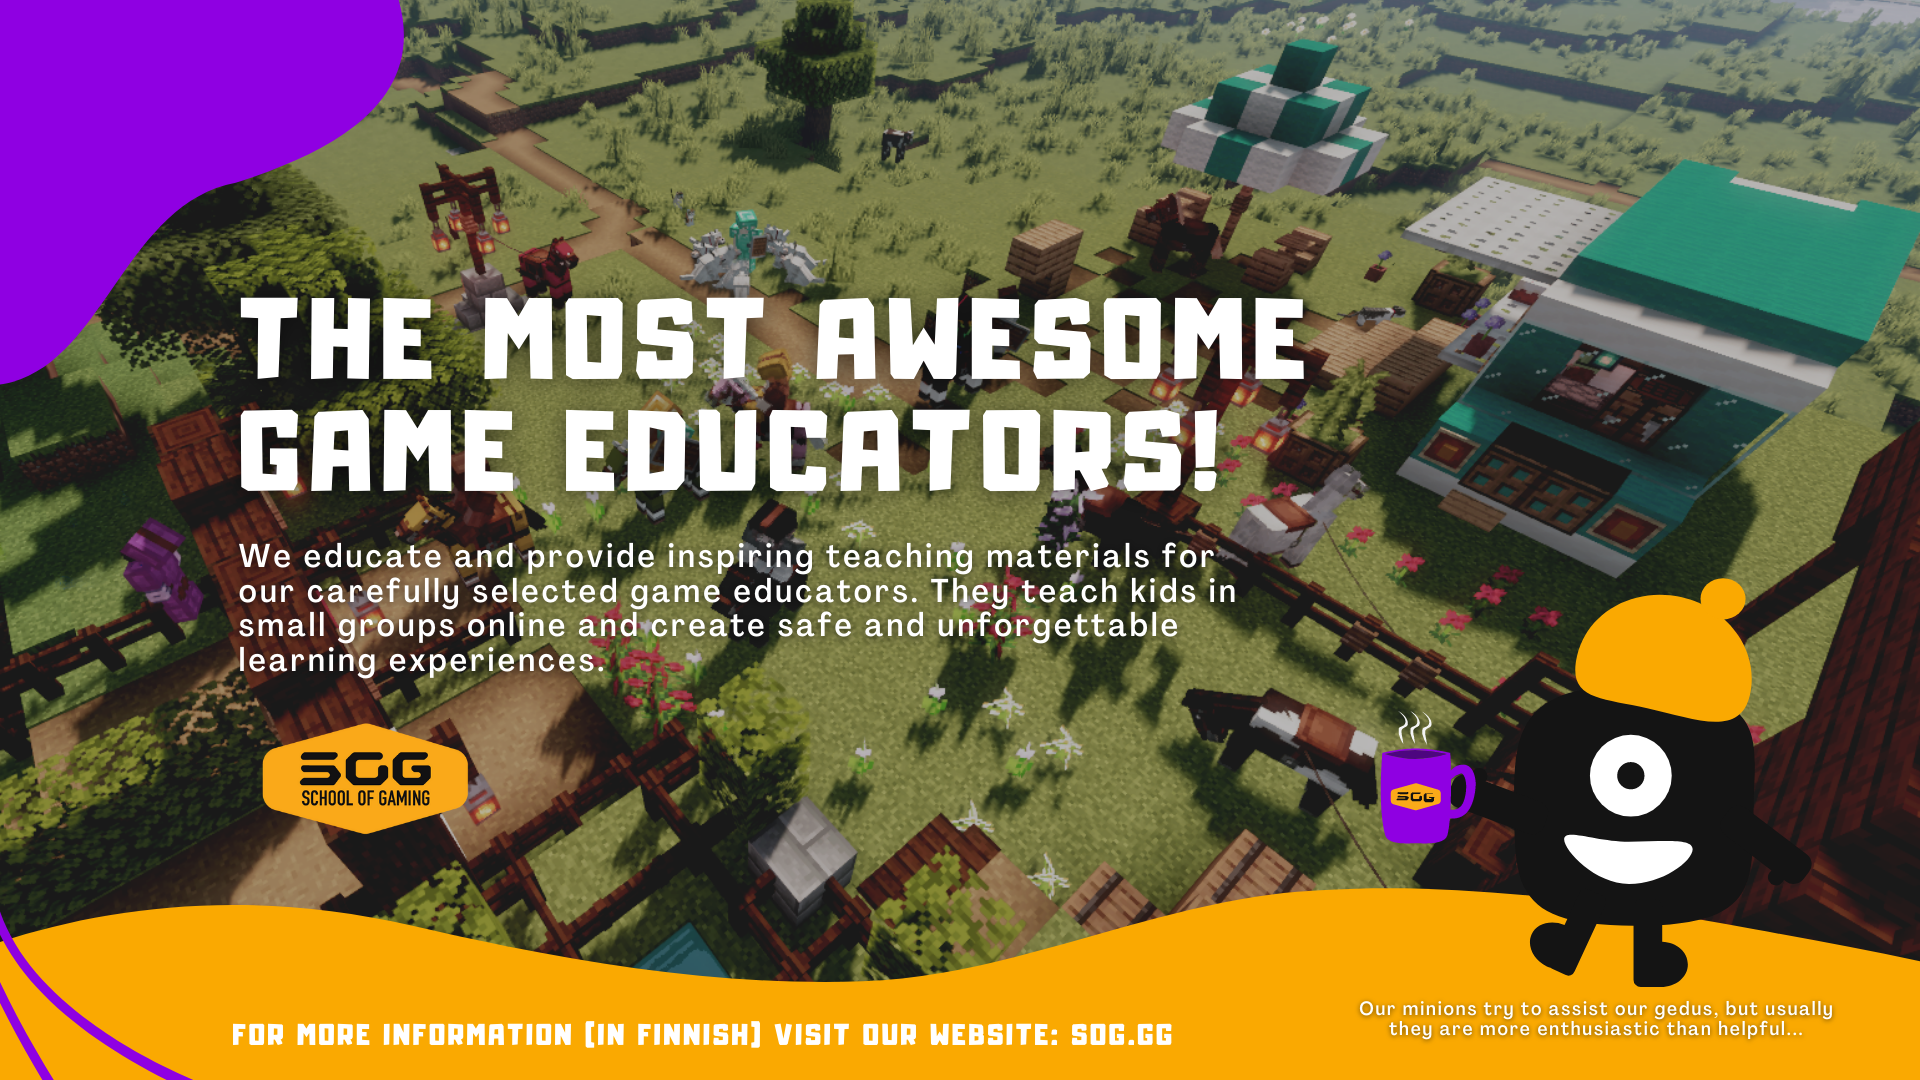 THE MOST AWESOME
GAME EDUCATORS!
We educate and provide inspiring teaching materials for
our carefully selected game educators. They teach kids in
small groups online and create safe and unforgettable
learning experiences.
SOG
SCHOOL OF GAMING
SOG
FOR MORE INFORMATION (IN FINNISH) VISIT OUR WEBSITE: SOG.GG
Our minions try to assist our gedus, but usually
they are more enthusiastic than helpful...